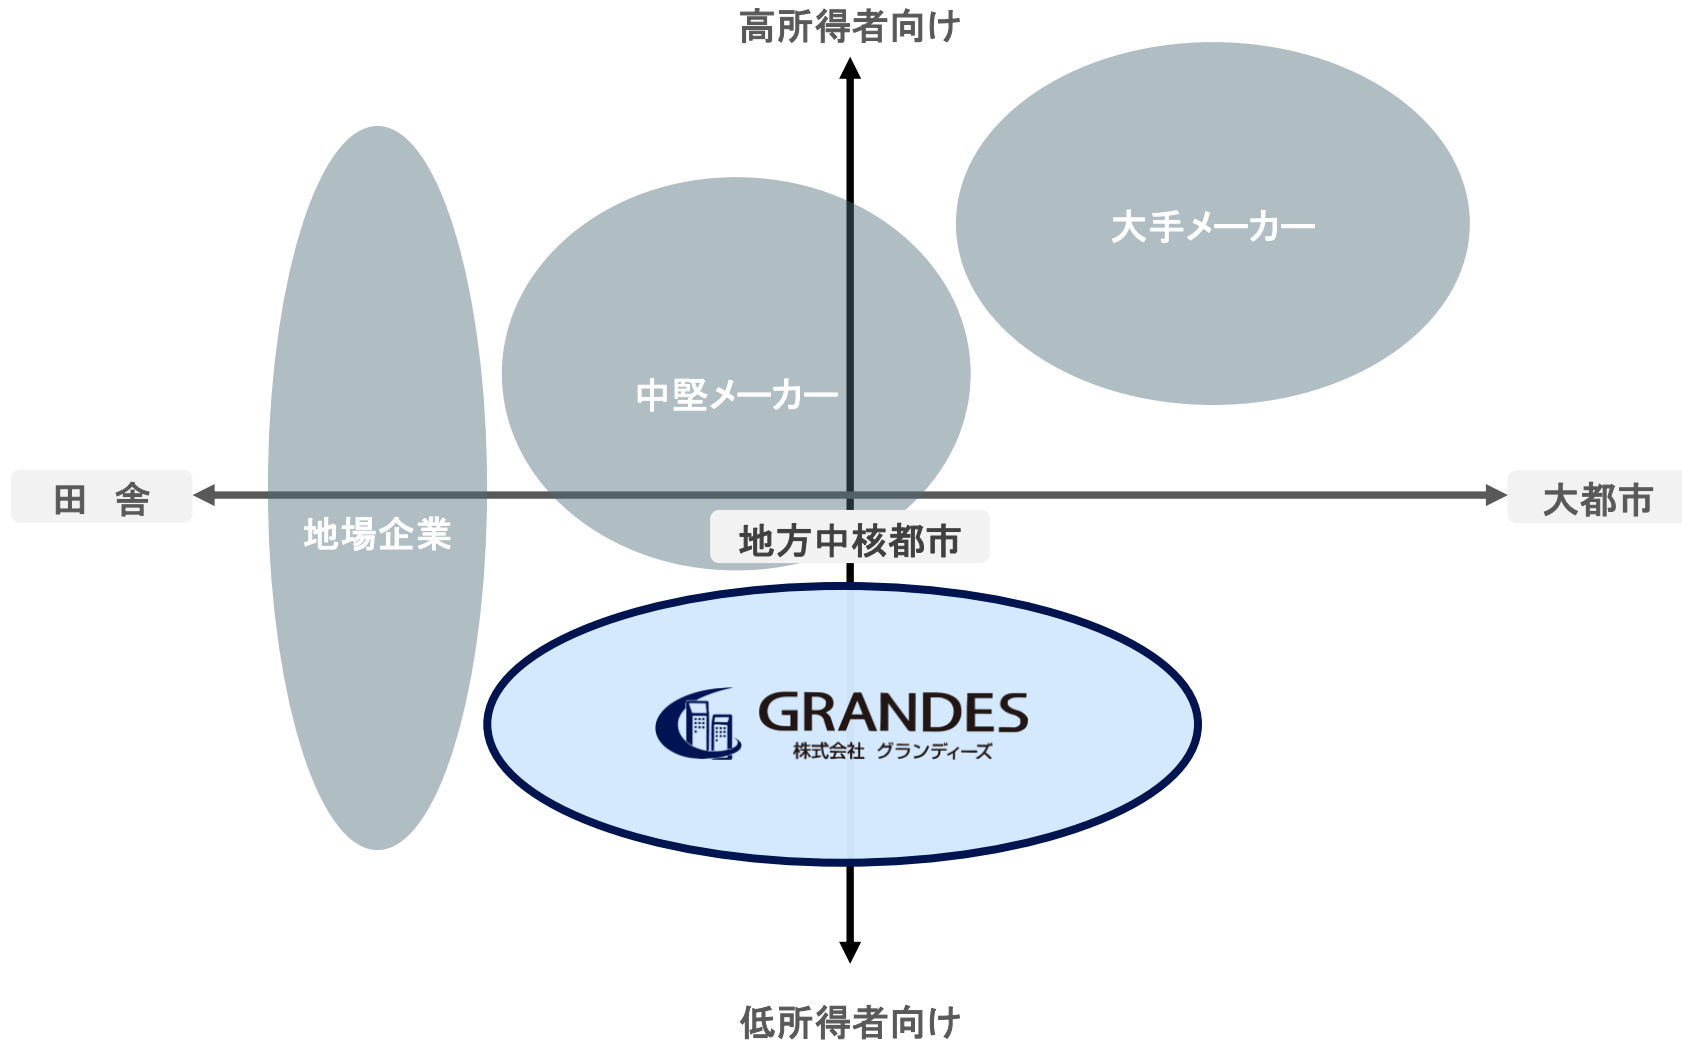 高所得者向け
大手メーカー
中堅メーカー
田　舎
大都市
地場企業
地方中核都市
GRANDES
株式会社 グランディーズ
低所得者向け